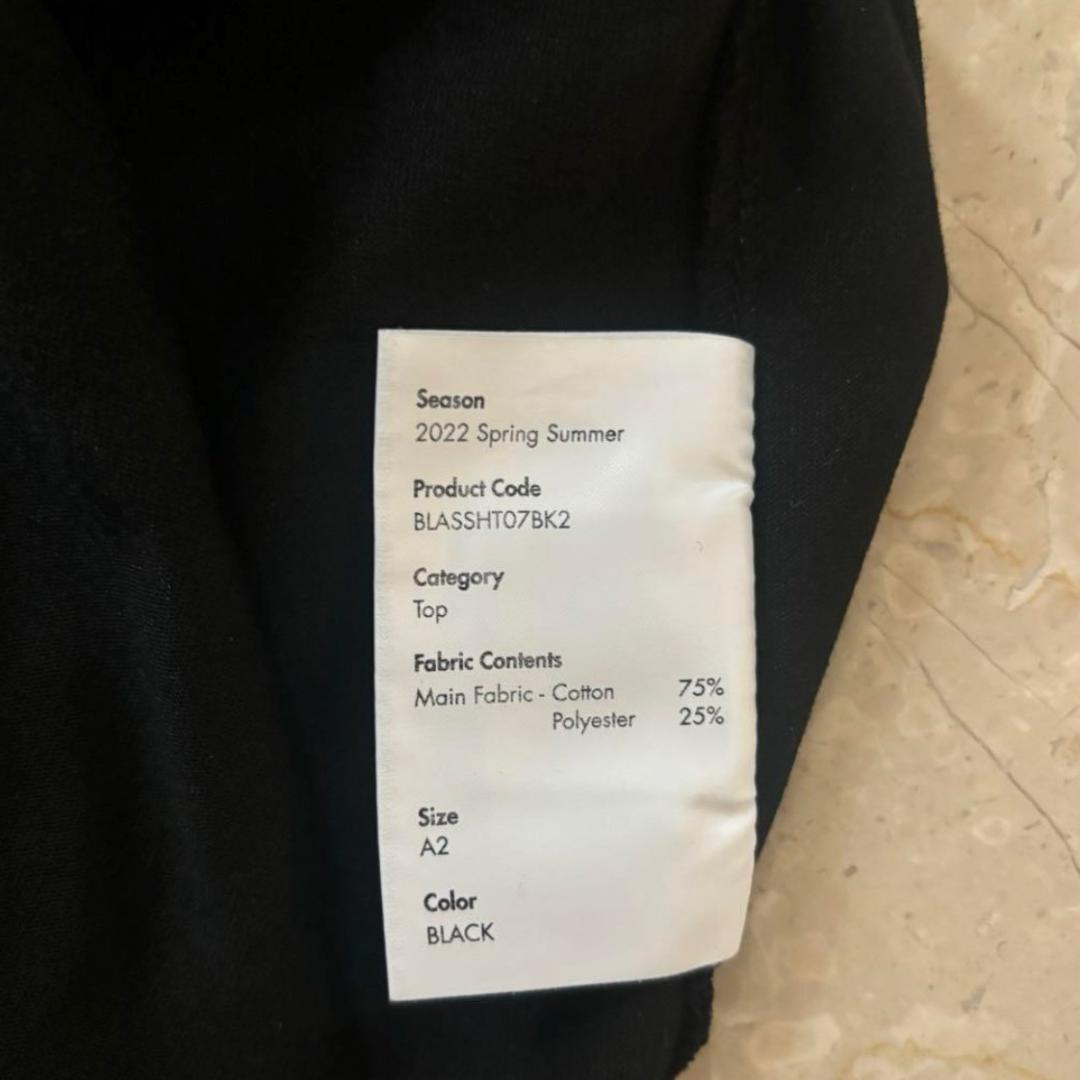 Season
2022 Spring Summer
Product Code
BLASSHT07BK2
Category
Top
Fabric Contents
Main Fabric - Cotton 75%
Polyester 25%
Size
A2
Color
BLACK